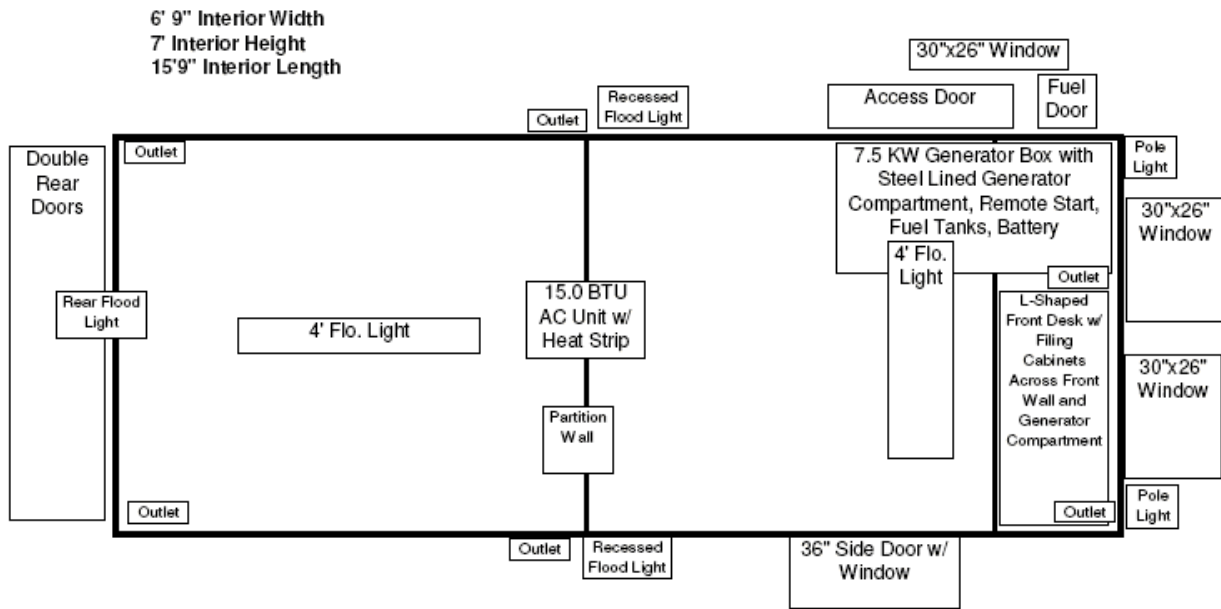 6' 9" Interior Width
7' Interior Height
15'9" Interior Length
30"x26" Window
Access Door
Fuel
Door
Recessed
Flood Light
Outlet
Double
Rear
Doors
Outlet
7.5 KW Generator Box with
Steel Lined Generator
Compartment, Remote Start,
Fuel Tanks, Battery
Pole
Light
30"x26"
Window
4' Flo.
Light
Outlet
Rear Flood
Light
4' Flo. Light
15.0 BTU
AC Unit w/
Heat Strip
L-Shaped
Front Desk w/
Filing
Cabinets
Across Front
Wall and
Generator
Compartment
30"x26"
Window
Partition
Wall
Outlet
Outlet
Pole
Light
Outlet
Recessed
Flood Light
36" Side Door w/
Window